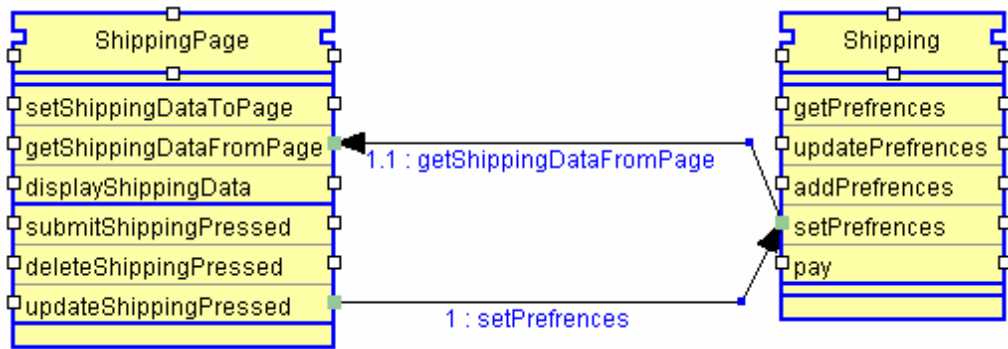 ShippingPage
setShippingDataToPage
getShippingDataFromPage
displayShippingData
submitShippingPressed
deleteShippingPressed
updateShippingPressed
1.1 : getShippingDataFromPage
1 : setPrefrences
Shipping
getPrefrences
updatePrefrences
addPrefrences
setPrefrences
pay